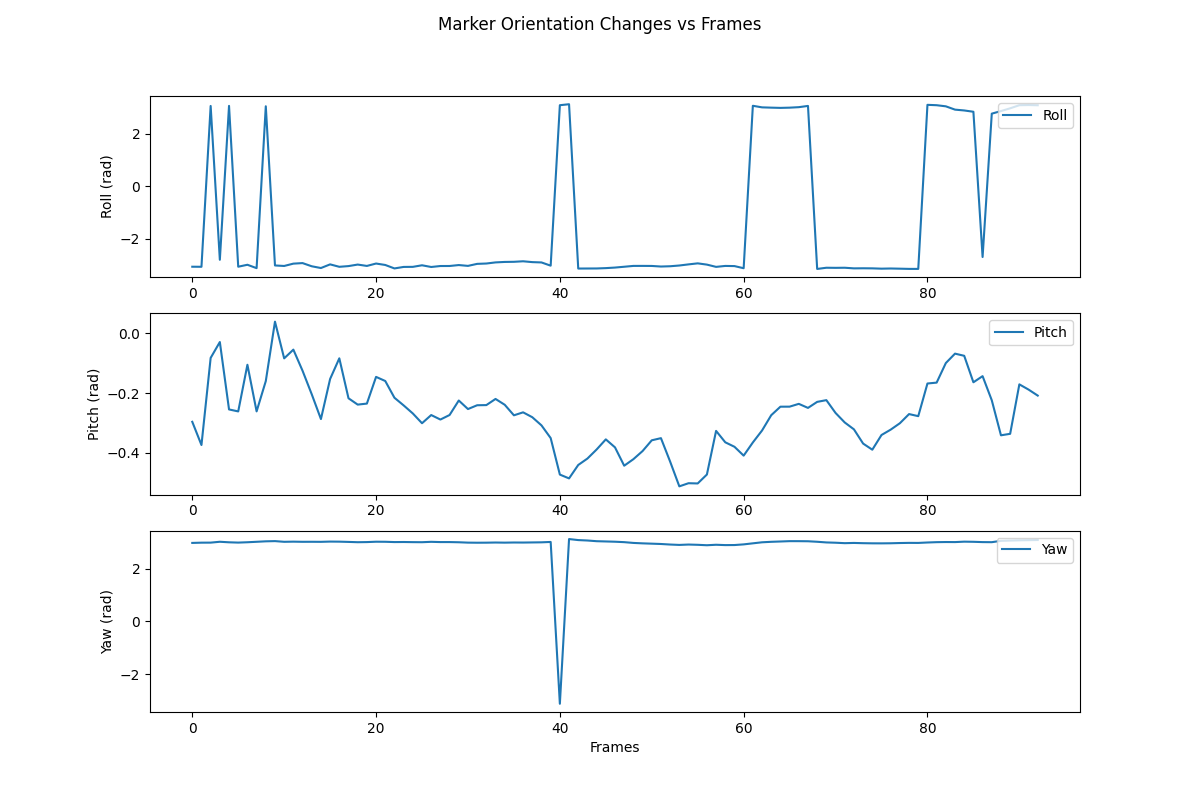 Marker Orientation Changes vs Frames
Roll (rad)
2
0
−2
Roll
0 20 40 60 80
Pitch (rad)
0.0
−0.2
−0.4
Pitch
0 20 40 60 80
Yaw (rad)
2
0
−2
Yaw
0 20 40 60 80
Frames